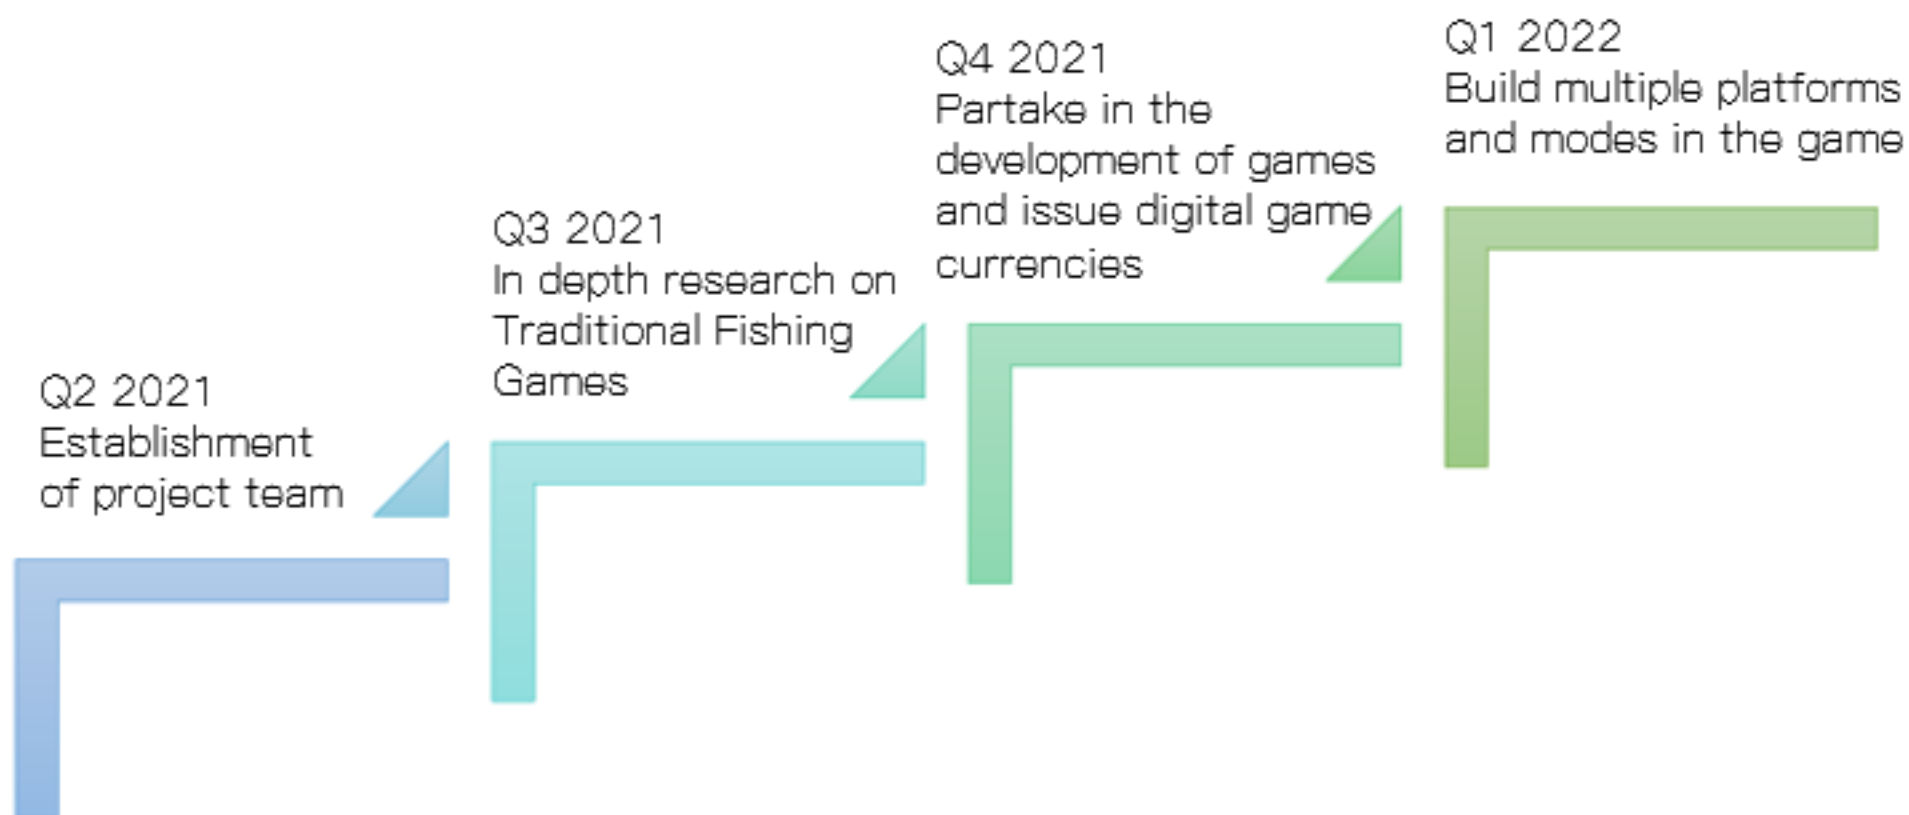 Q2 2021
Establishment
of project team
Q3 2021
In depth research on
Traditional Fishing
Games
Q4 2021
Partake in the
development of games
and issue digital game
currencies
Q1 2022
Build multiple platforms
and modes in the game